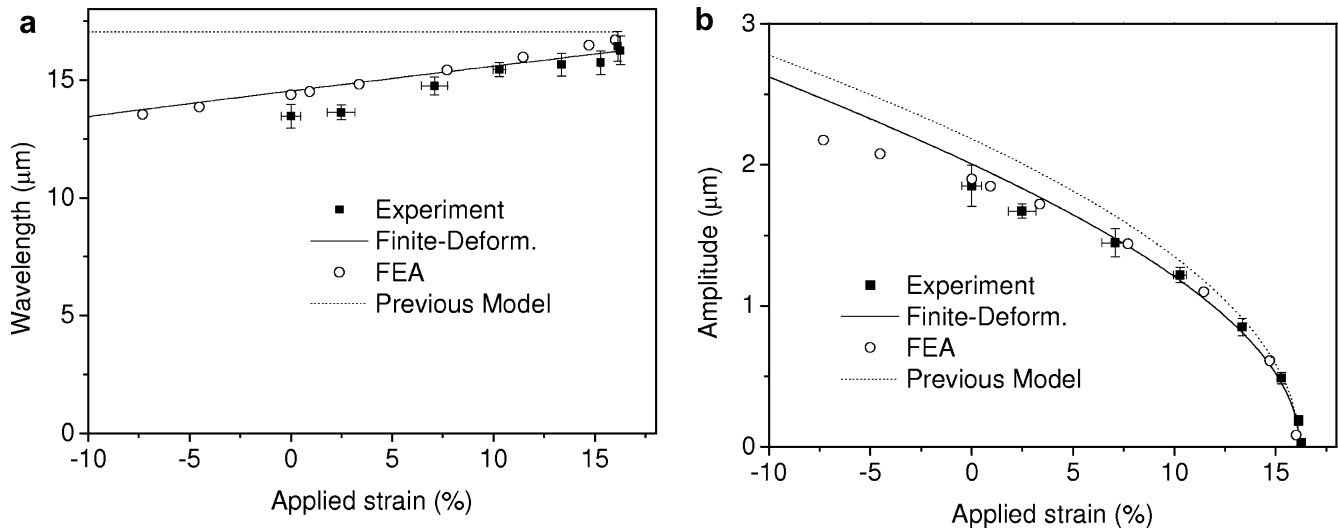 a
Wavelength (μm)
15
10
5
0
-10
-5
0
5
10
15
Applied strain (%)
Experiment
Finite-Deform.
FEA
Previous Model
b
Amplitude (μm)
3
2
1
0
-10
-5
0
5
10
15
Applied strain (%)
Experiment
Finite-Deform.
FEA
Previous Model